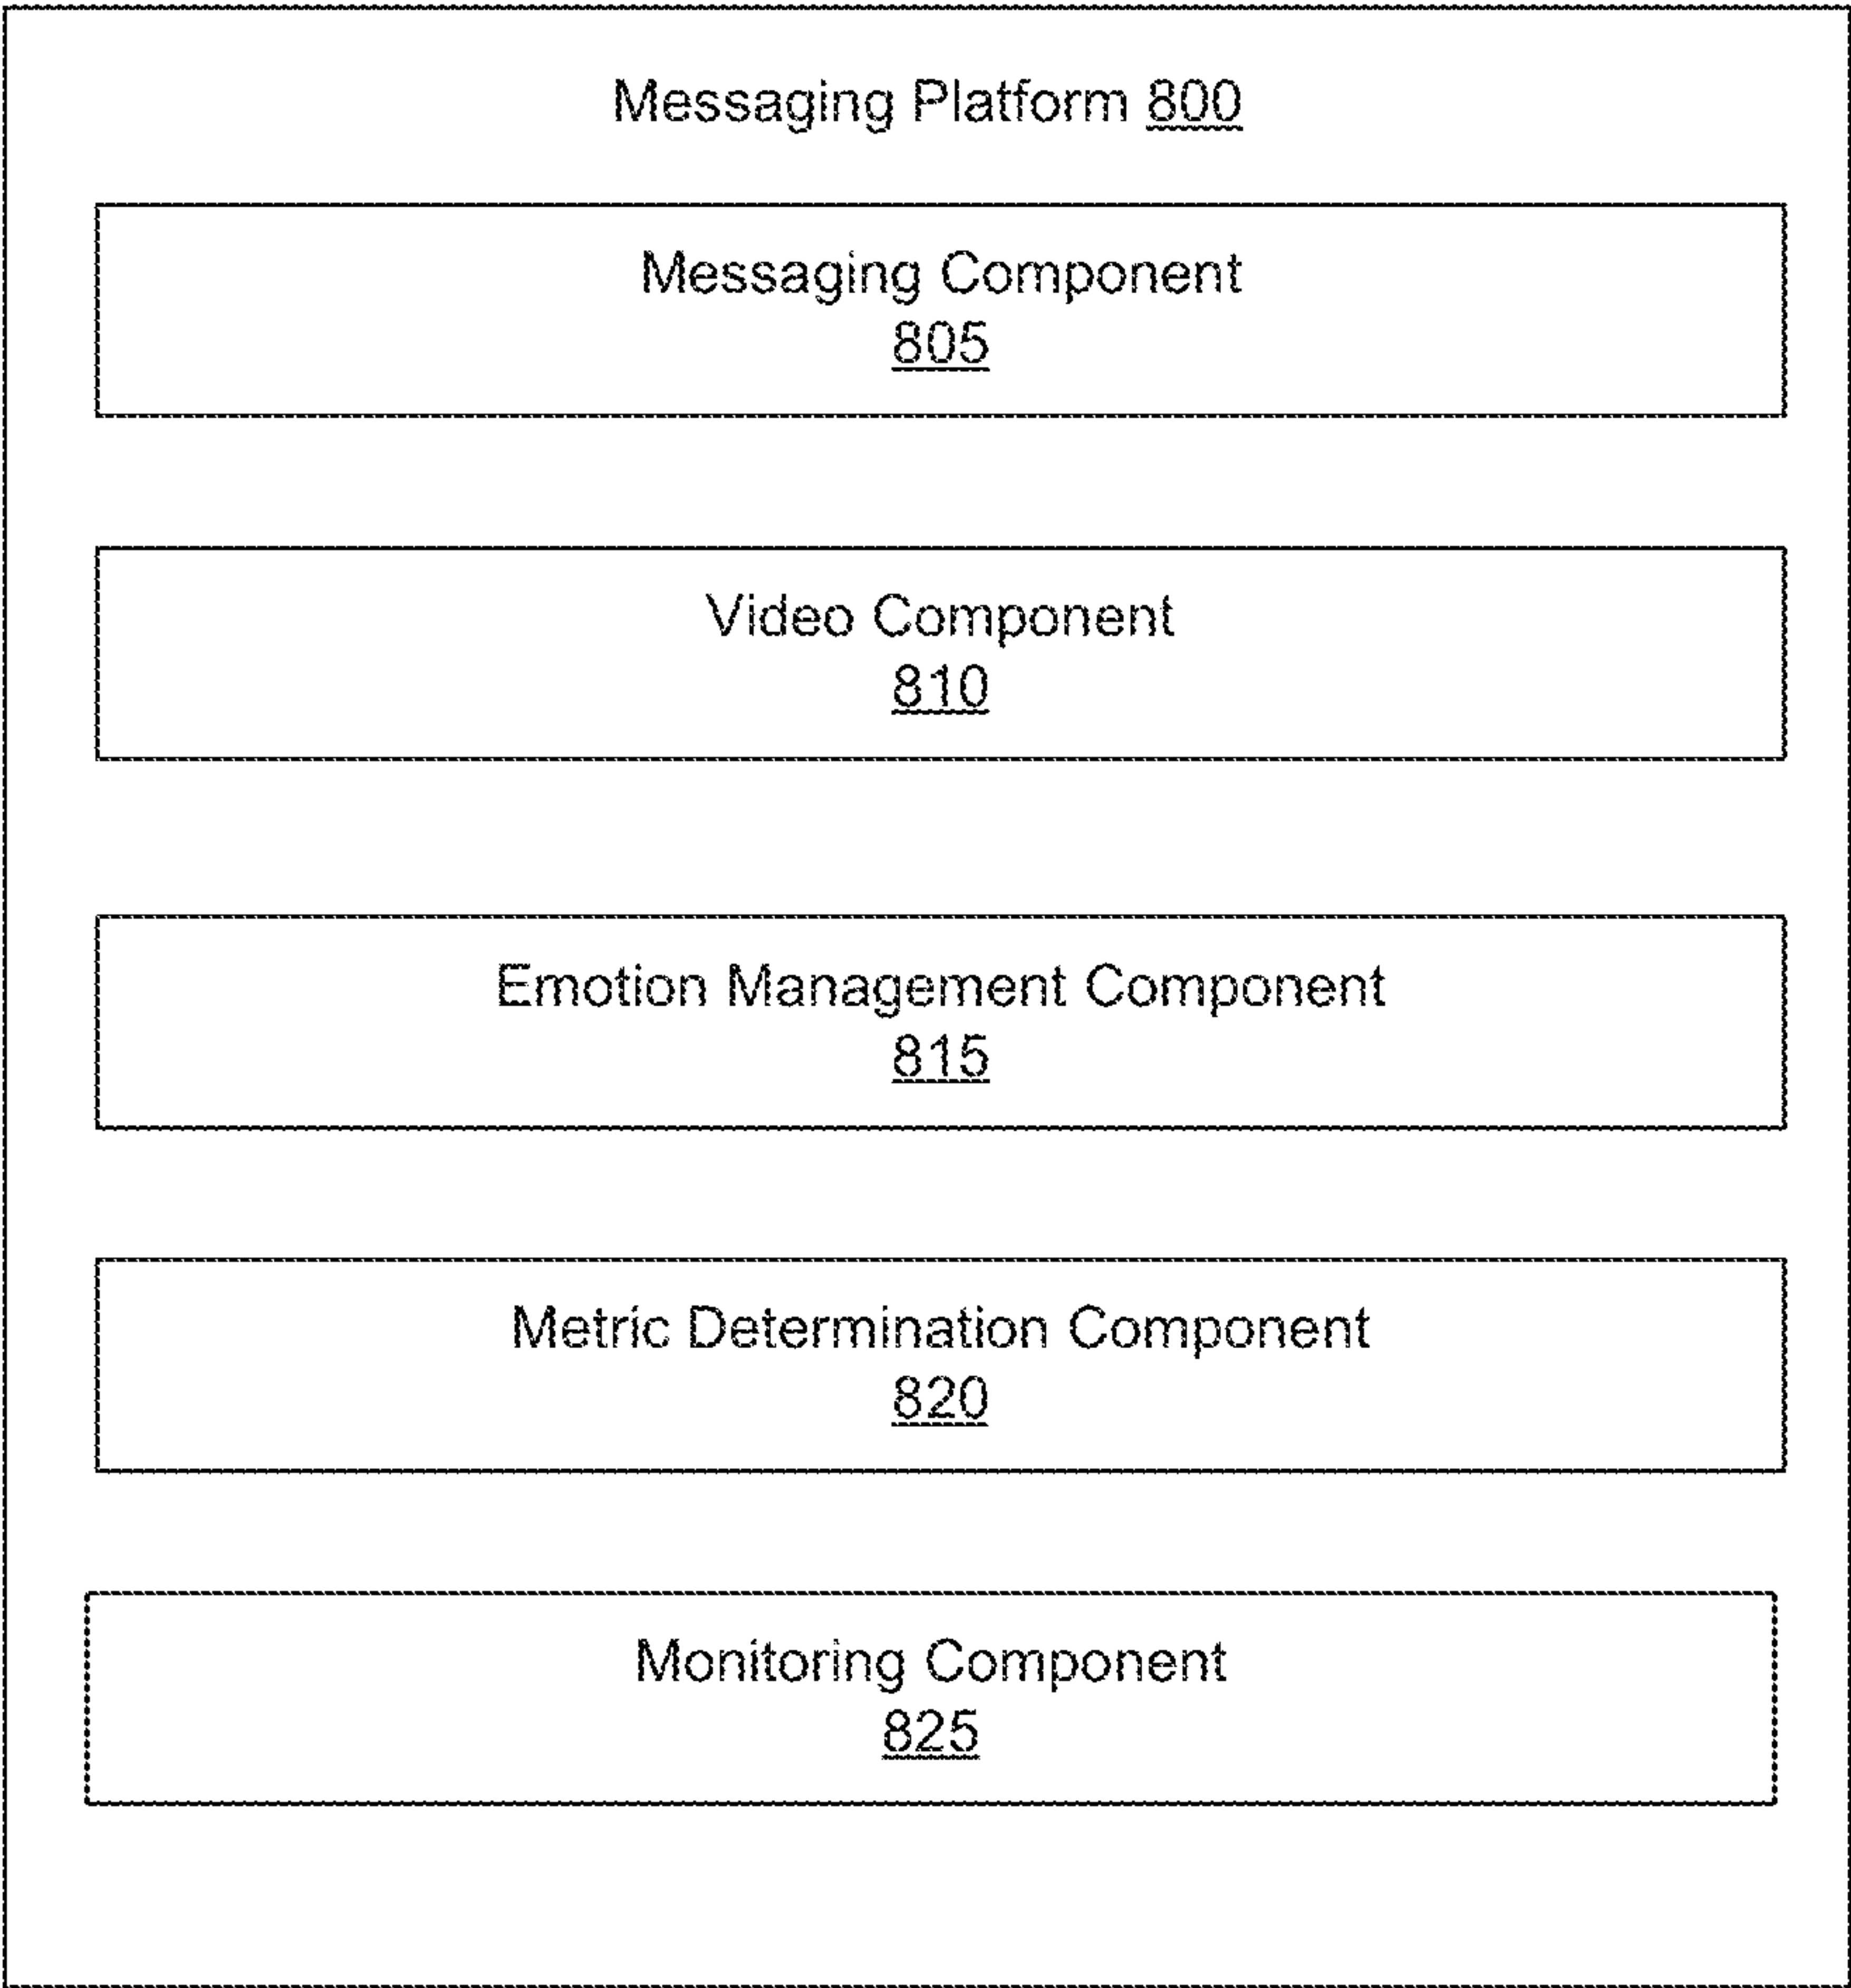 Messaging Platform 800
Messaging Component
805
Video Component
810
Emotion Management Component
815
Metric Determination Component
820
Monitoring Component
825